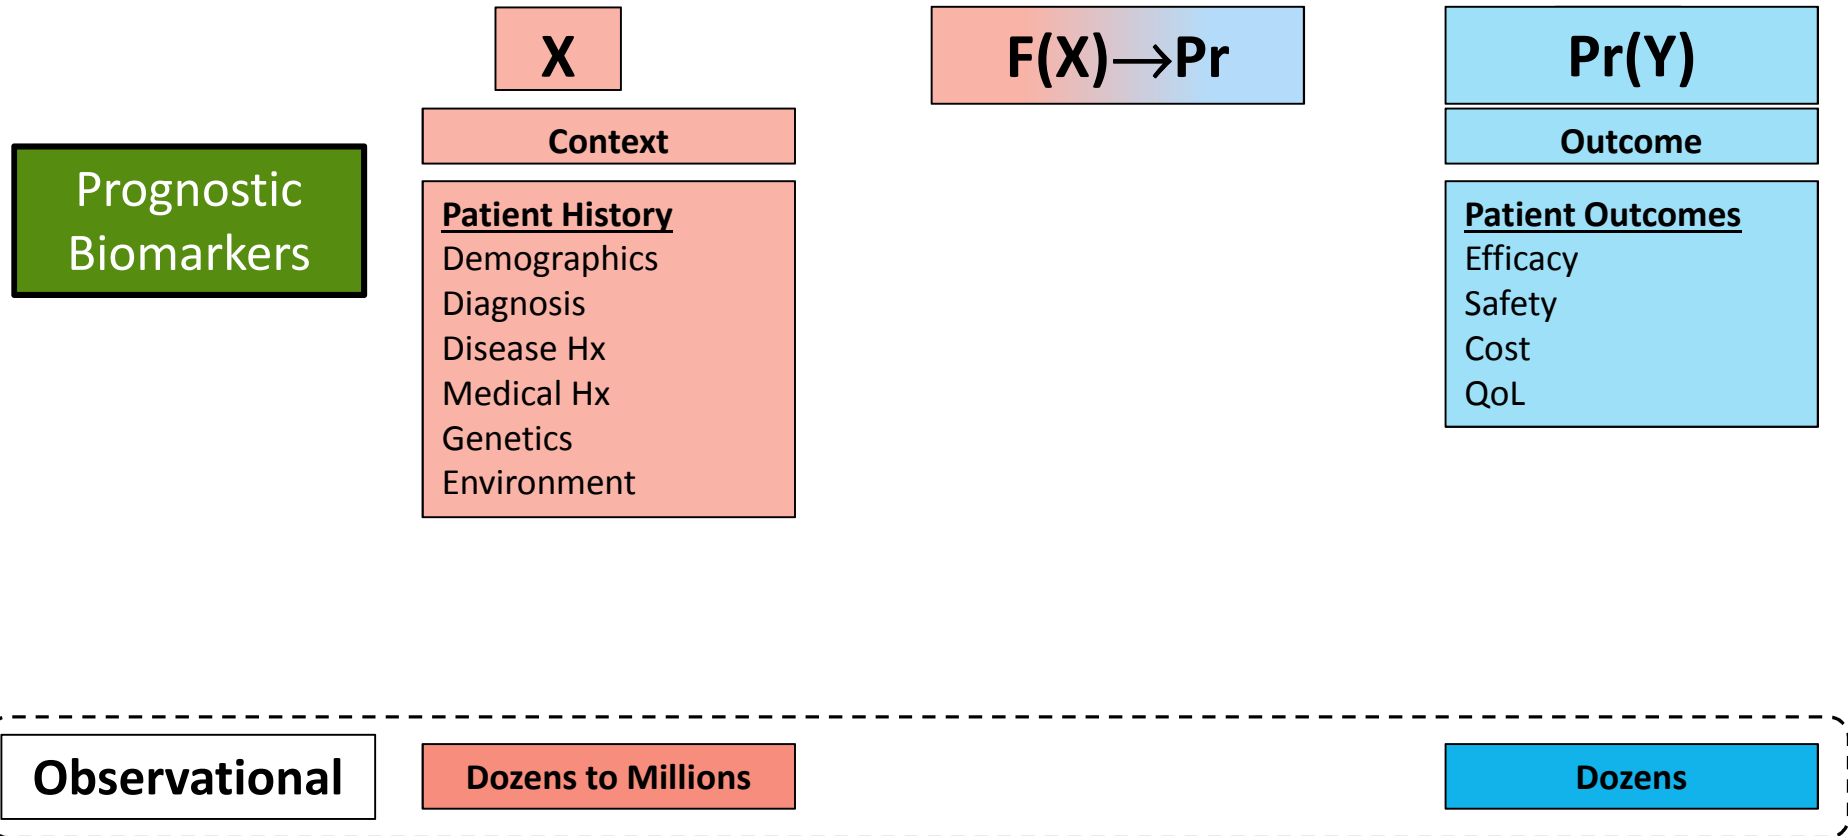 X
F(X)→Pr
Pr(Y)
Context
Outcome
Prognostic
Biomarkers
Patient History
Demographics
Diagnosis
Disease Hx
Medical Hx
Genetics
Environment
Patient Outcomes
Efficacy
Safety
Cost
QoL
Observational
Dozens to Millions
Dozens